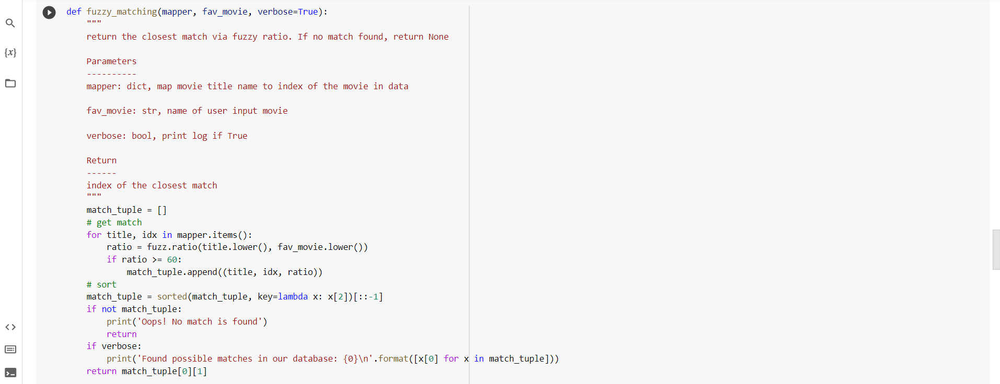 def fuzzy_matching(mapper, fav_movie, verbose=True):
    """
    return the closest match via fuzzy ratio. If no match found, return None

    Parameters
    ----------
    mapper: dict, map movie title name to index of the movie in data

    fav_movie: str, name of user input movie

    verbose: bool, print log if True

    Return
    ------
    index of the closest match
    """
    match_tuple = []
    # get match
    for title, idx in mapper.items():
        ratio = fuzz.ratio(title.lower(), fav_movie.lower())
        if ratio >= 60:
            match_tuple.append((title, idx, ratio))
    # sort
    match_tuple = sorted(match_tuple, key=lambda x: x[2])[::-1]
    if not match_tuple:
        print('Oops! No match is found')
        return
    if verbose:
        print('Found possible matches in our database: {0}\n'.format([x[0] for x in match_tuple]))
    return match_tuple[0][1]
{x}